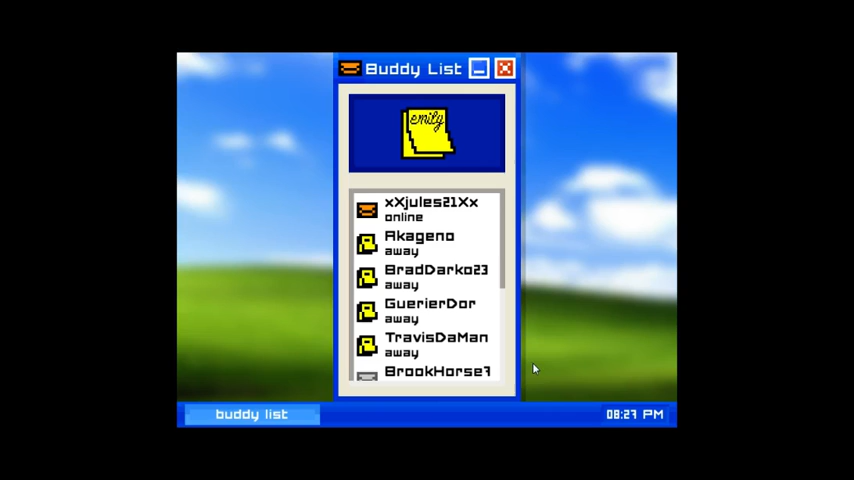 Buddy List
emily
xXjules21Xx
online
Akageno
away
BradDarko23
away
GuerierDor
away
TravisDaMan
away
BrookHorse7
buddy list
08:27 PM